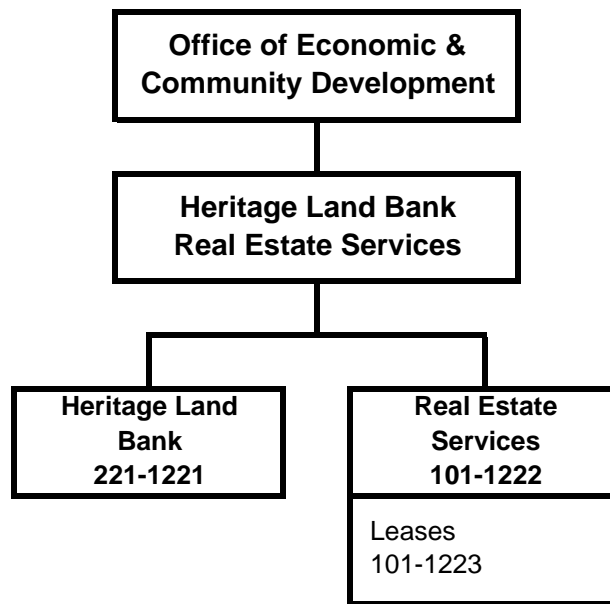 Office of Economic &
Community Development
Heritage Land Bank
Real Estate Services
Heritage Land
Bank
221-1221
Real Estate
Services
101-1222
Leases
101-1223